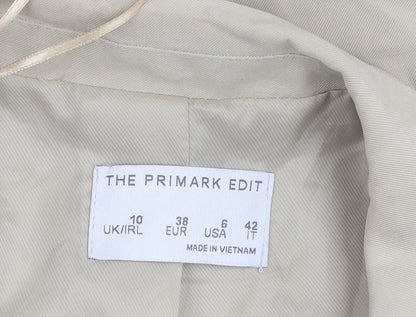 THE PRIMARK EDIT
10 38 6 42
UK/IRL EUR USA IT
MADE IN VIETNAM